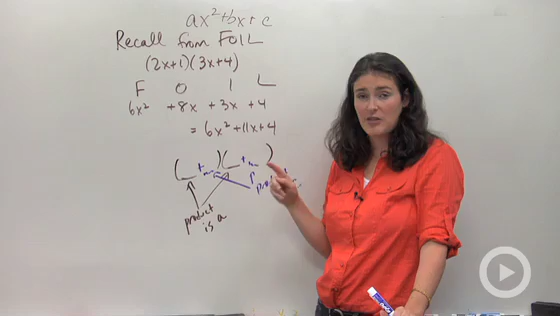 ax²+bx+c
Recall from FOIL
(2x+1)(3x+4)
F O I L
6x² +8x +3x +4
= 6x²+11x+4
(_ + _)(_ + _)
product
is a